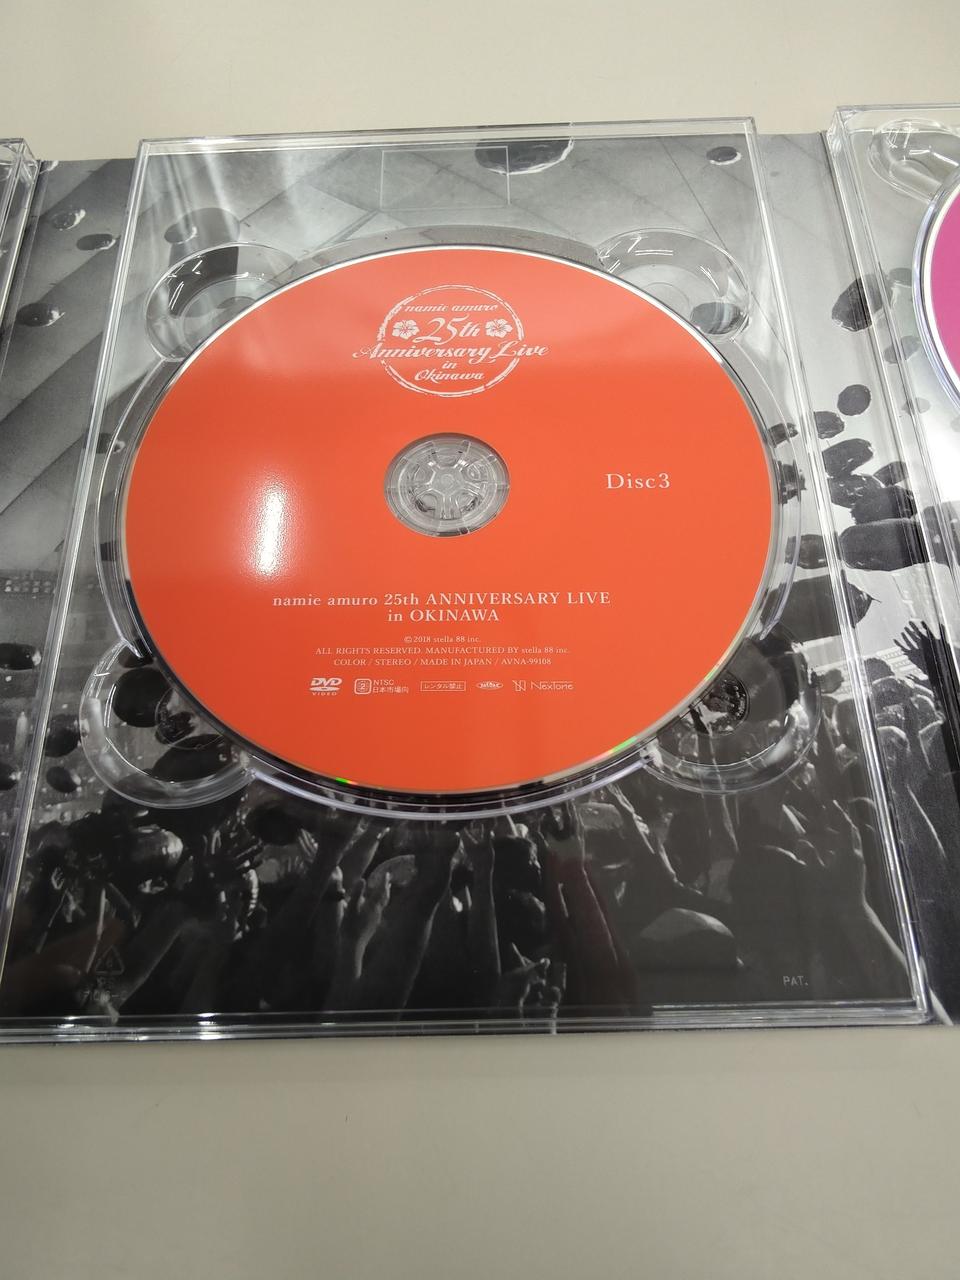 namie amuro
25th
Anniversary Live
in
Okinawa
Disc3
namie amuro 25th ANNIVERSARY LIVE
in OKINAWA
©2018 stella 88 inc.
ALL RIGHTS RESERVED. MANUFACTURED BY stella 88 inc.
COLOR / STEREO / MADE IN JAPAN / AVNA-99108
DVD VIDEO 2 NTSC 日本市場向 レンタル禁止 NexTone
PAT.